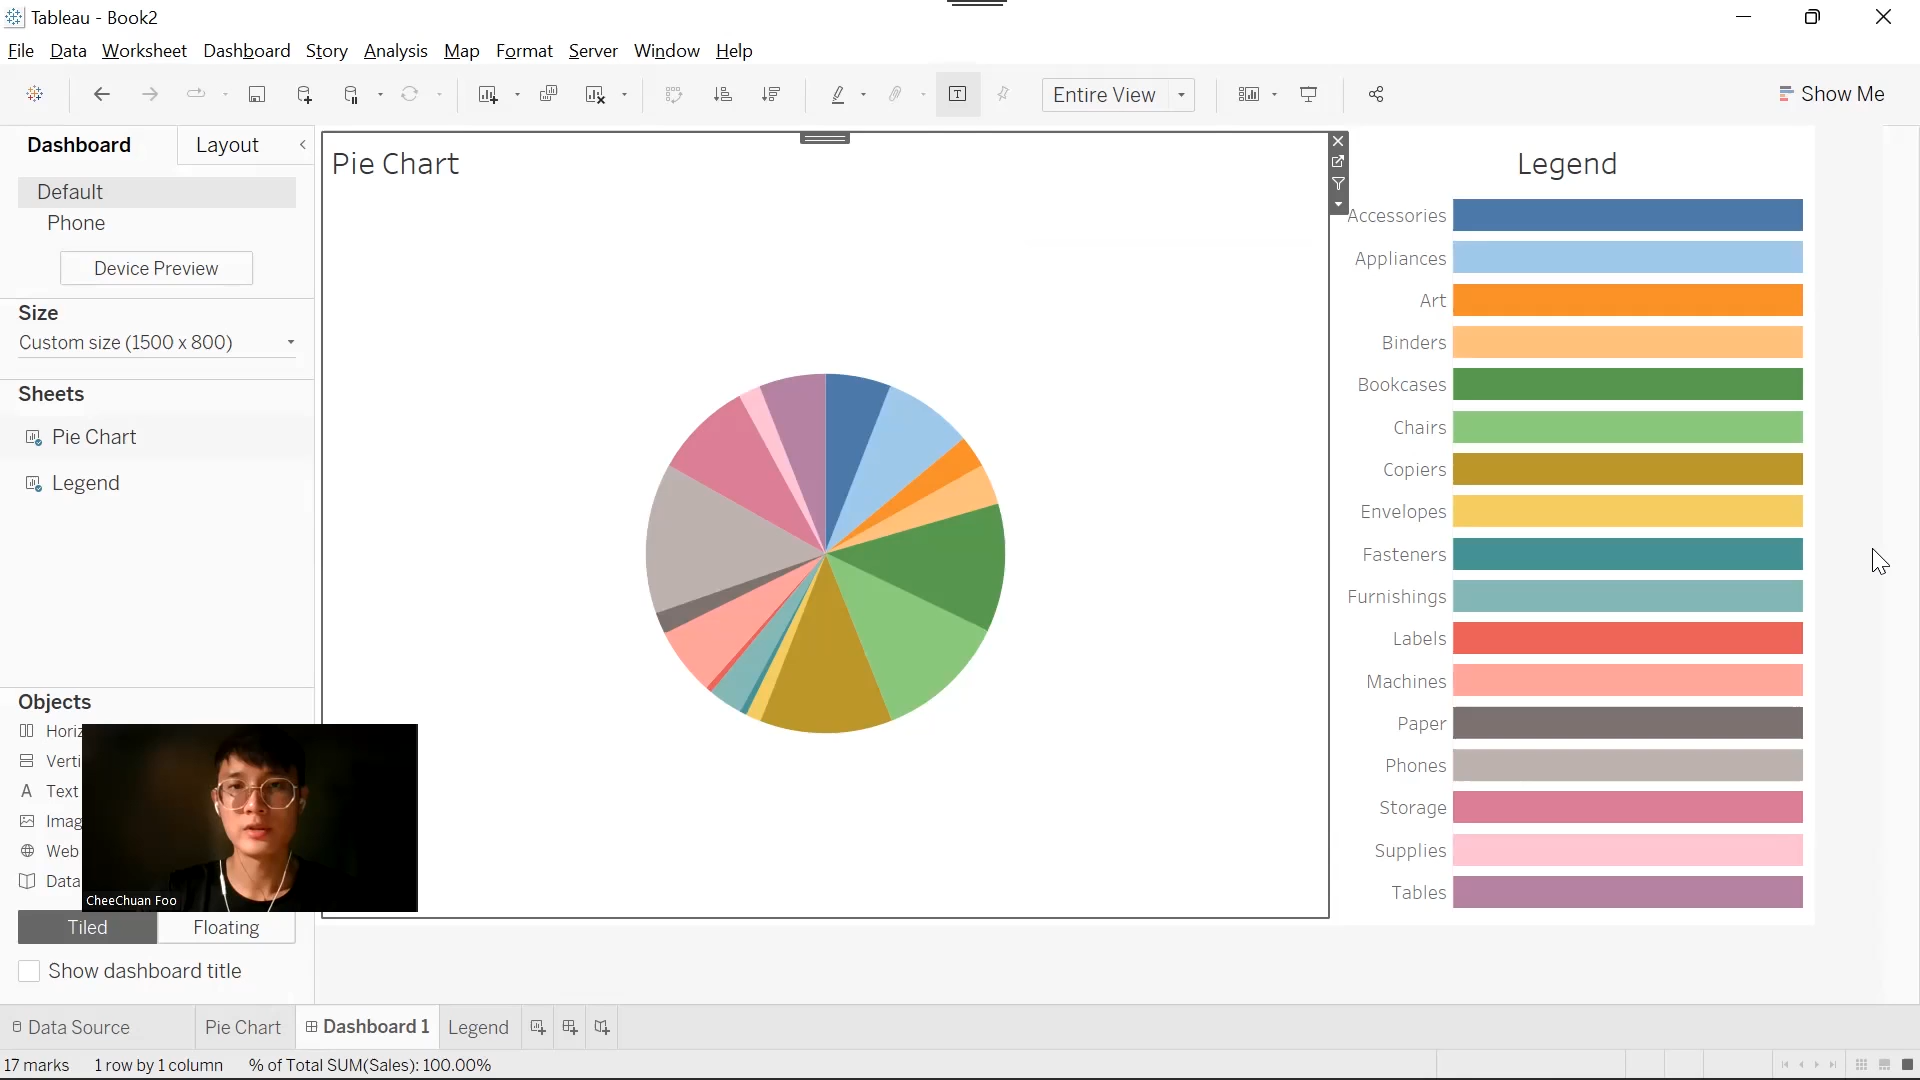 Tableau - Book2
File Data Worksheet Dashboard Story Analysis Map Format Server Window Help
Entire View
Show Me
Dashboard
Layout
Default
Phone
Device Preview
Size
Custom size (1500 x 800)
Sheets
Pie Chart
Legend
Objects
Horiz
Verti
A Text
Imag
Web
Data
CheeChuan Foo
Tiled
Floating
Show dashboard title
Pie Chart
Legend
Accessories
Appliances
Art
Binders
Bookcases
Chairs
Copiers
Envelopes
Fasteners
Furnishings
Labels
Machines
Paper
Phones
Storage
Supplies
Tables
Data Source
Pie Chart
Dashboard 1
Legend
17 marks 1 row by 1 column % of Total SUM(Sales): 100.00%